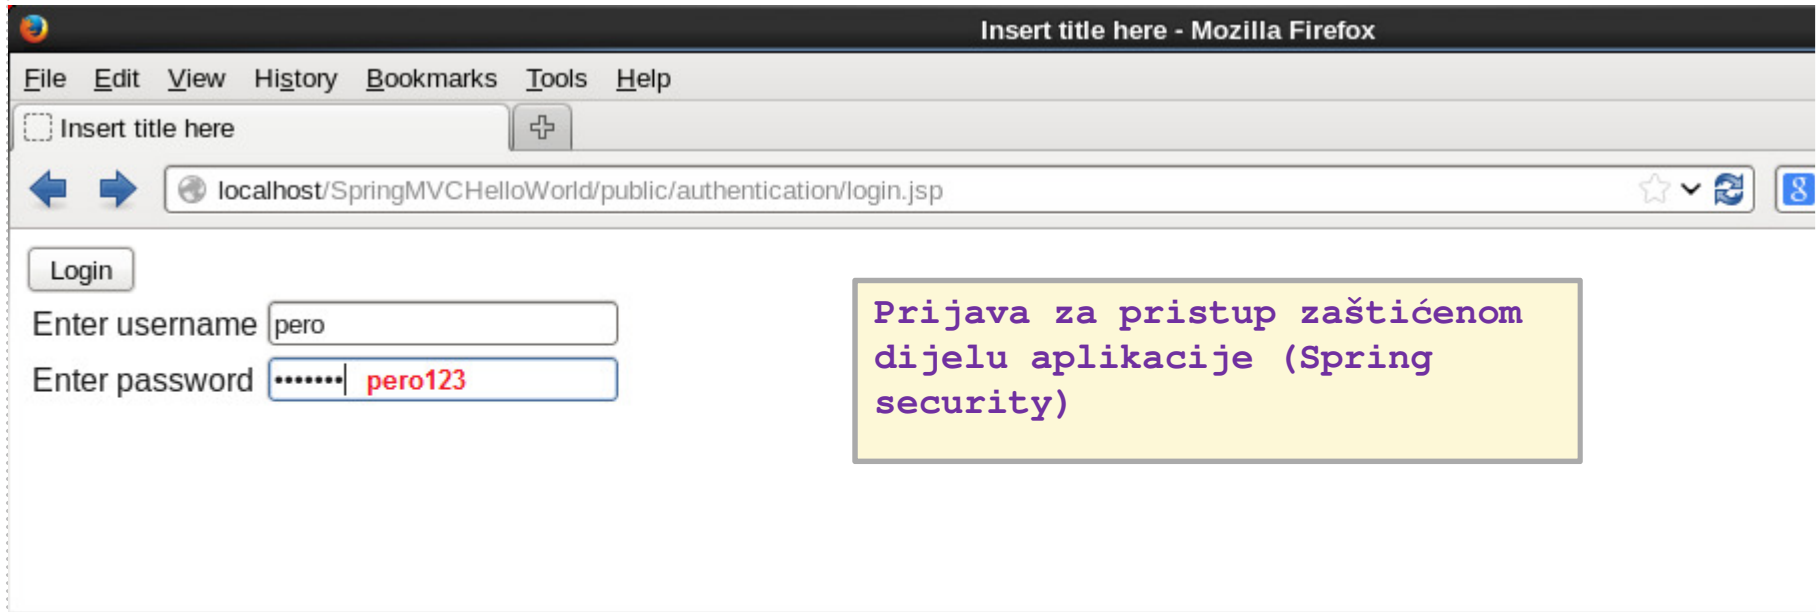 Insert title here - Mozilla Firefox
File Edit View History Bookmarks Tools Help
Insert title here
localhost/SpringMVCHelloWorld/public/authentication/login.jsp
8
Login
Enter username pero
Enter password ••••••• pero123
Prijava za pristup zaštićenom
dijelu aplikacije (Spring
security)